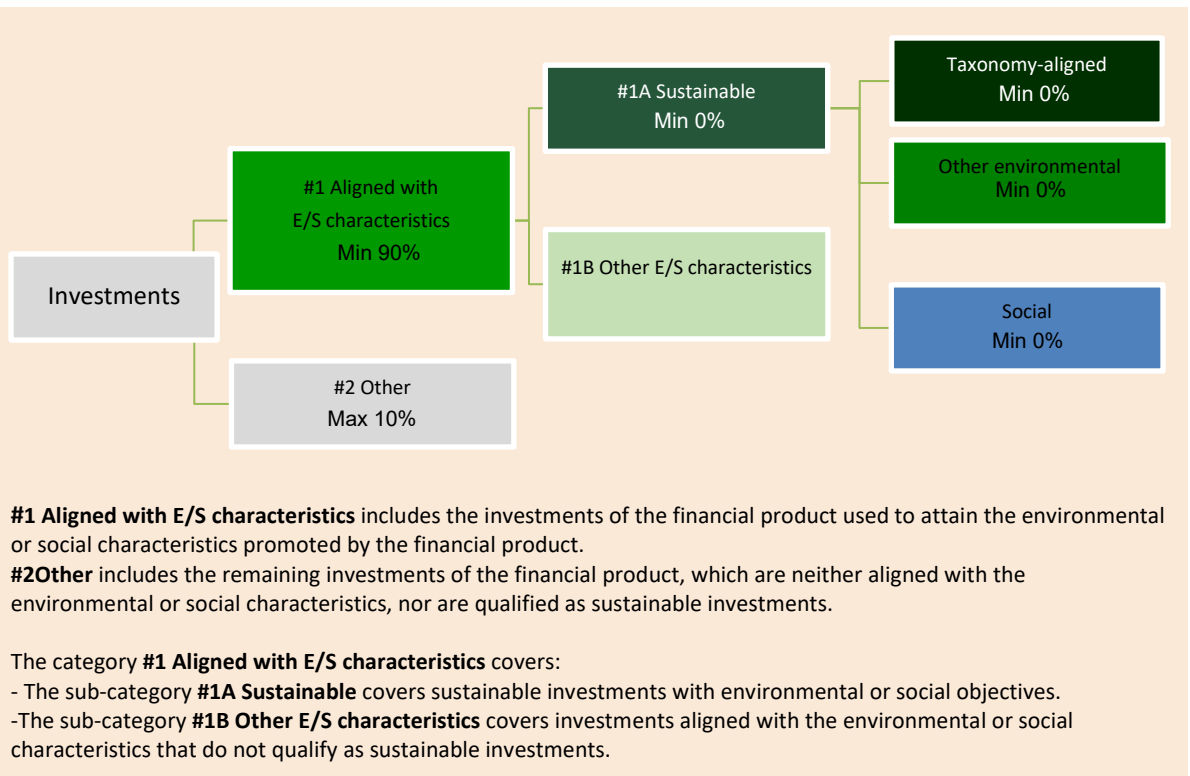 Investments
#1 Aligned with
E/S characteristics
Min 90%
#2 Other
Max 10%
#1A Sustainable
Min 0%
#1B Other E/S characteristics
Taxonomy-aligned
Min 0%
Other environmental
Min 0%
Social
Min 0%
#1 Aligned with E/S characteristics includes the investments of the financial product used to attain the environmental
or social characteristics promoted by the financial product.
#2Other includes the remaining investments of the financial product, which are neither aligned with the
environmental or social characteristics, nor are qualified as sustainable investments.
The category #1 Aligned with E/S characteristics covers:
- The sub-category #1A Sustainable covers sustainable investments with environmental or social objectives.
-The sub-category #1B Other E/S characteristics covers investments aligned with the environmental or social
characteristics that do not qualify as sustainable investments.